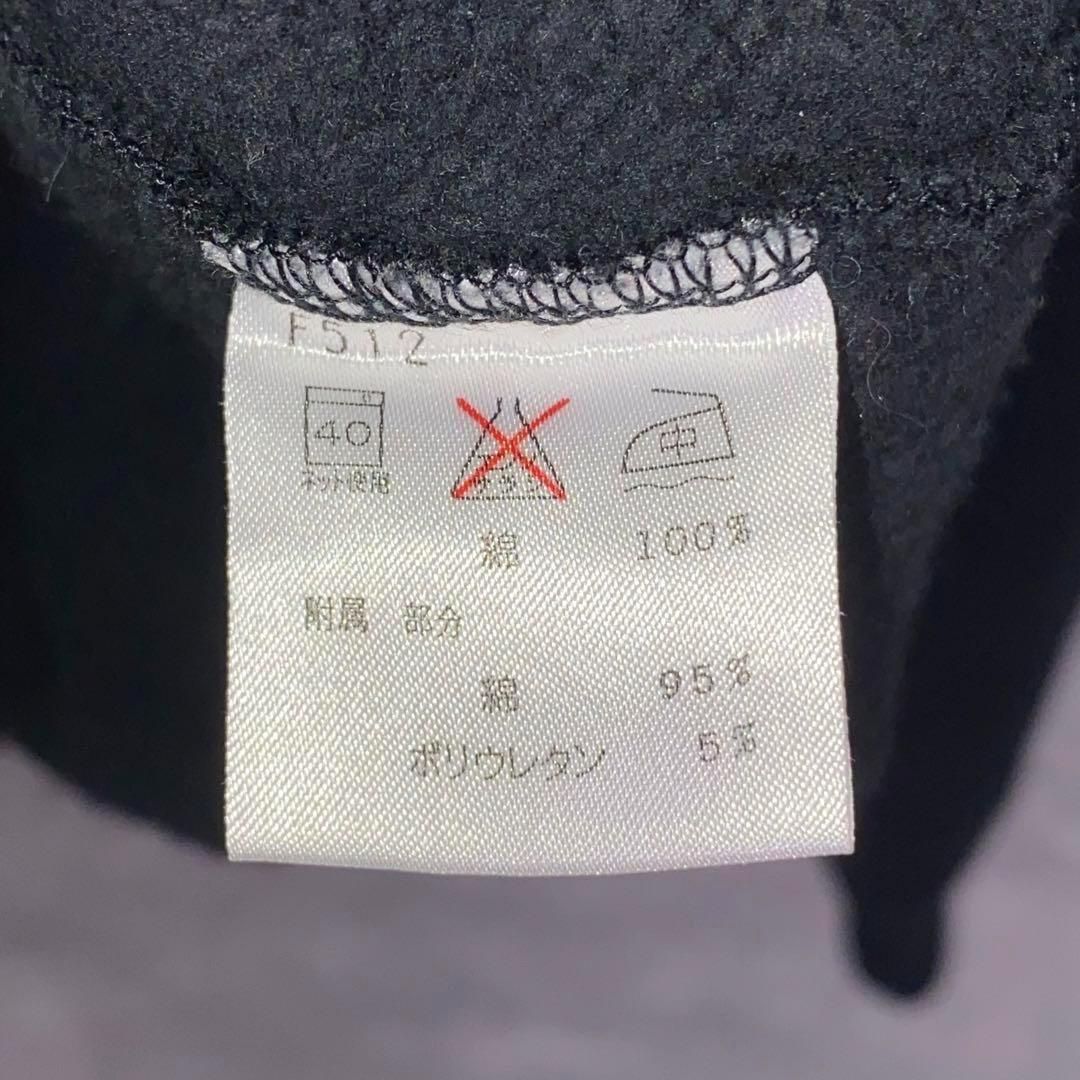 F512
40
中
ネット使用
綿 100%
附属 部分
綿 95%
ポリウレタン 5%